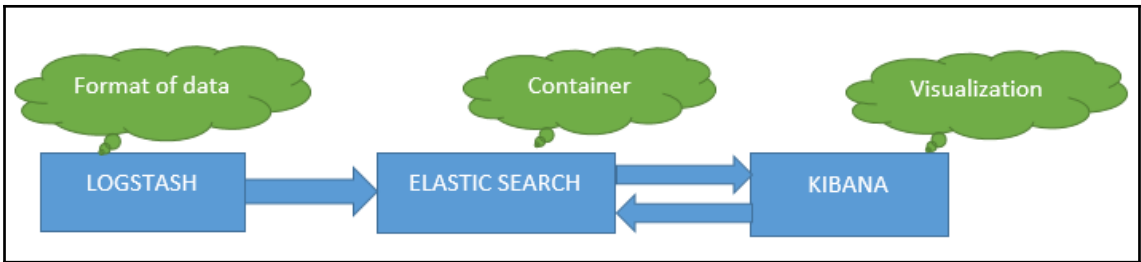 Format of data
Container
Visualization
LOGSTASH
ELASTIC SEARCH
KIBANA